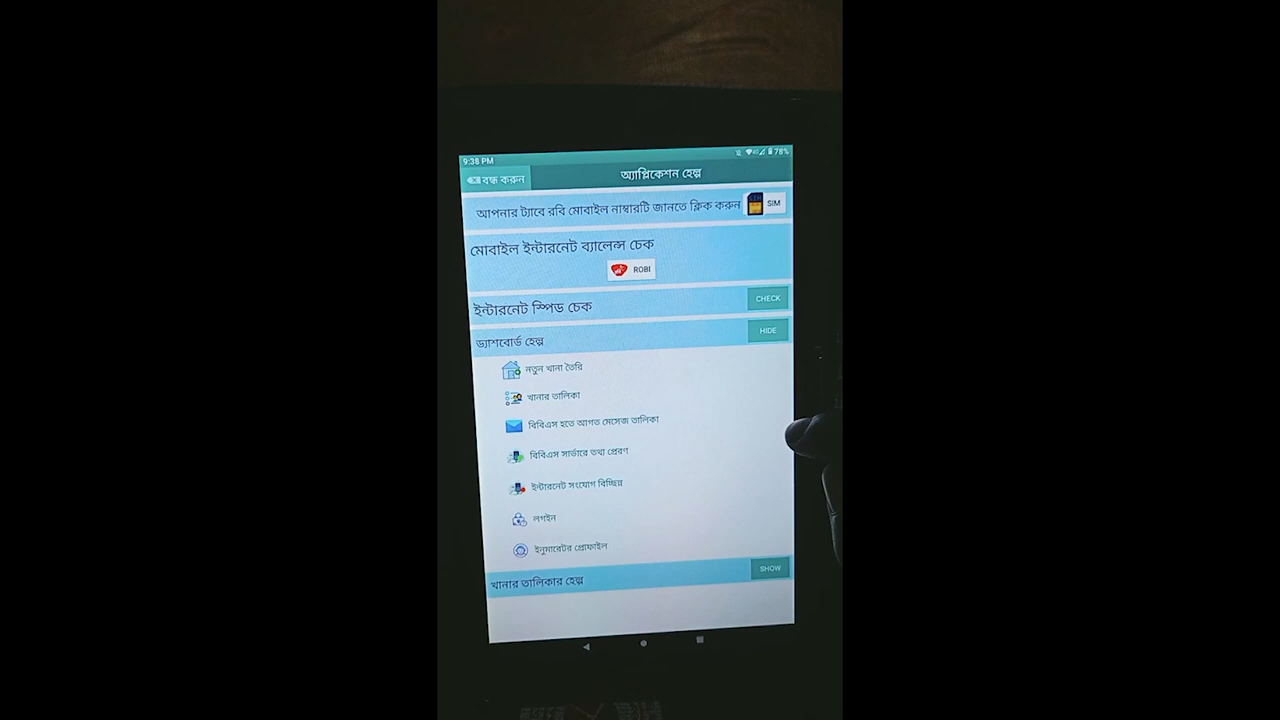 9:38 PM 78%
বন্ধ করুন অ্যাপ্লিকেশন হেল্প
আপনার ট্যাবে রবি মোবাইল নাম্বারটি জানতে ক্লিক করুন SIM
মোবাইল ইন্টারনেট ব্যালেন্স চেক
ROBI
ইন্টারনেট স্পিড চেক CHECK
ড্যাশবোর্ড হেল্প HIDE
নতুন খানা তৈরি
খানার তালিকা
বিবিএস হতে আগত মেসেজ তালিকা
বিবিএস সার্ভারে তথ্য প্রেরণ
ইন্টারনেট সংযোগ বিচ্ছিন্ন
লগইন
ইনুমারেটর প্রোফাইল
খানার তালিকার হেল্প SHOW